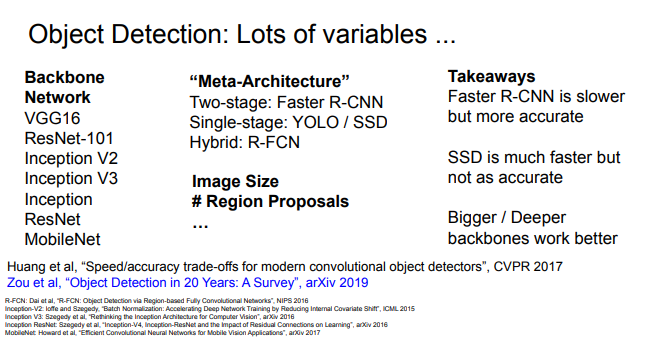 Object Detection: Lots of variables ...
Backbone
Network
VGG16
ResNet-101
Inception V2
Inception V3
Inception
ResNet
MobileNet
“Meta-Architecture”
Two-stage: Faster R-CNN
Single-stage: YOLO / SSD
Hybrid: R-FCN
Image Size
# Region Proposals
…
Takeaways
Faster R-CNN is slower
but more accurate
SSD is much faster but
not as accurate
Bigger / Deeper
backbones work better
Huang et al, “Speed/accuracy trade-offs for modern convolutional object detectors”, CVPR 2017
Zou et al, “Object Detection in 20 Years: A Survey”, arXiv 2019
R-FCN: Dai et al, “R-FCN: Object Detection via Region-based Fully Convolutional Networks”, NIPS 2016
Inception-V2: Ioffe and Szegedy, “Batch Normalization: Accelerating Deep Network Training by Reducing Internal Covariate Shift”, ICML 2015
Inception V3: Szegedy et al, “Rethinking the Inception Architecture for Computer Vision”, arXiv 2016
Inception ResNet: Szegedy et al, “Inception-V4, Inception-ResNet and the Impact of Residual Connections on Learning”, arXiv 2016
MobileNet: Howard et al, “Efficient Convolutional Neural Networks for Mobile Vision Applications”, arXiv 2017